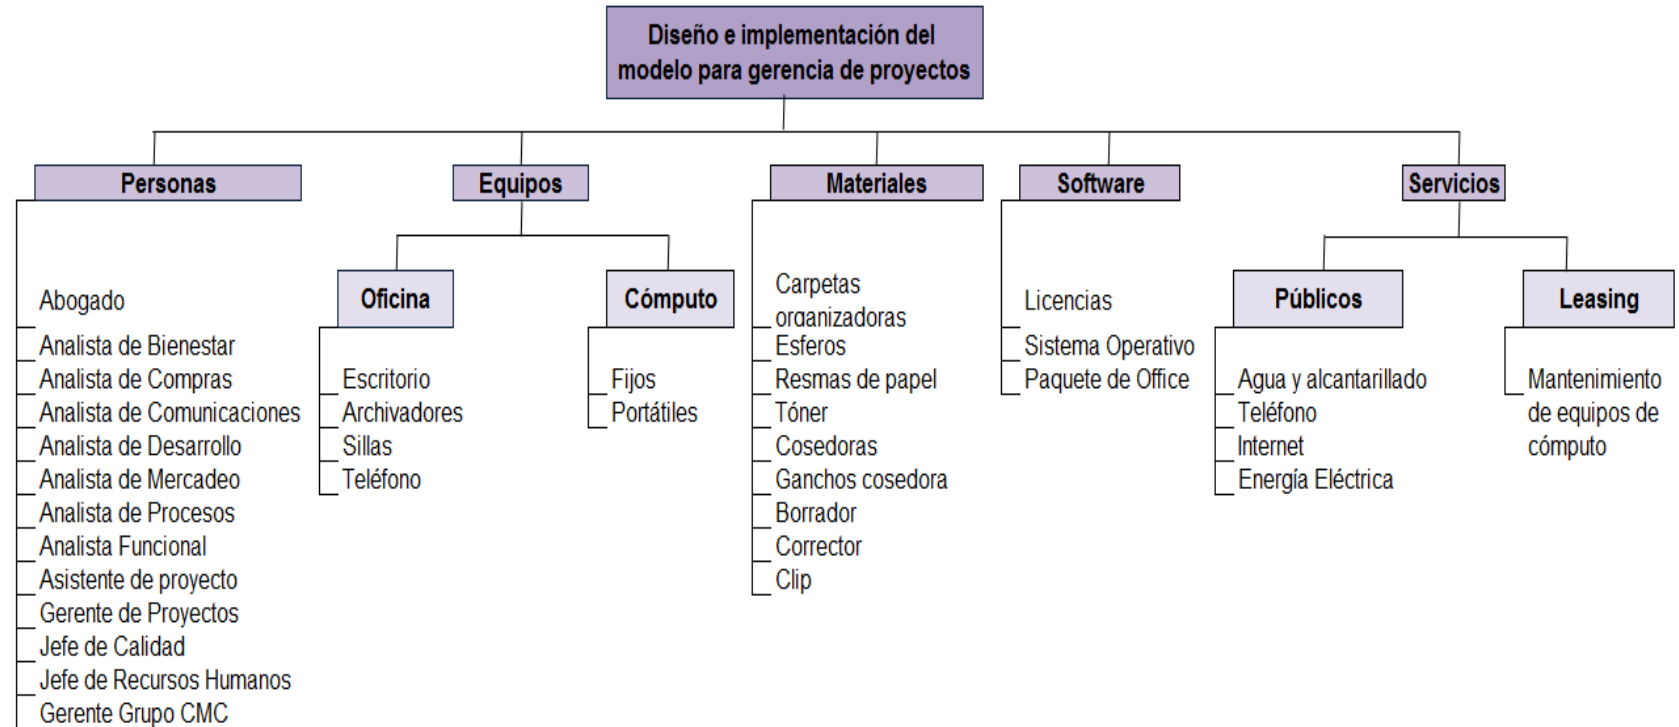 Diseño e implementación del
modelo para gerencia de proyectos
Personas
Equipos
Materiales
Software
Servicios
Abogado
Analista de Bienestar
Analista de Compras
Analista de Comunicaciones
Analista de Desarrollo
Analista de Mercadeo
Analista de Procesos
Analista Funcional
Asistente de proyecto
Gerente de Proyectos
Jefe de Calidad
Jefe de Recursos Humanos
Gerente Grupo CMC
Oficina
Escritorio
Archivadores
Sillas
Teléfono
Cómputo
Fijos
Portátiles
Carpetas
organizadoras
Esferos
Resmas de papel
Tóner
Cosedoras
Ganchos cosedora
Borrador
Corrector
Clip
Licencias
Sistema Operativo
Paquete de Office
Públicos
Agua y alcantarillado
Teléfono
Internet
Energía Eléctrica
Leasing
Mantenimiento
de equipos de
cómputo